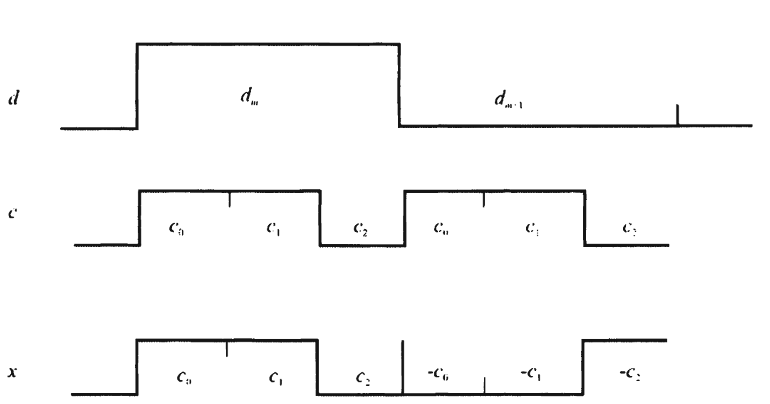 d d_m d_{m+1}
c c_0 c_1 c_2 c_0 c_1 c_2
x c_0 c_1 c_2 -c_0 -c_1 -c_2